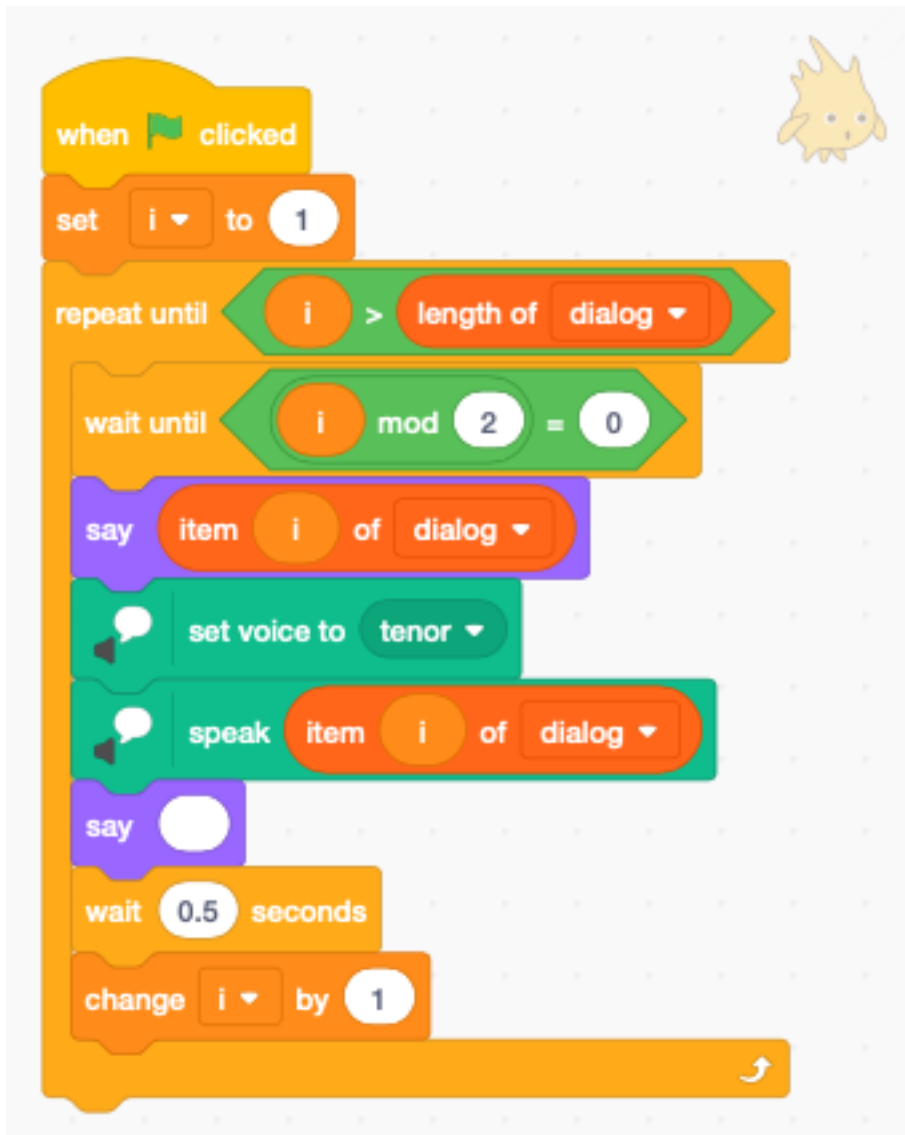 when clicked
set i to 1
repeat until i > length of dialog
wait until i mod 2 = 0
say item i of dialog
set voice to tenor
speak item i of dialog
say
wait 0.5 seconds
change i by 1